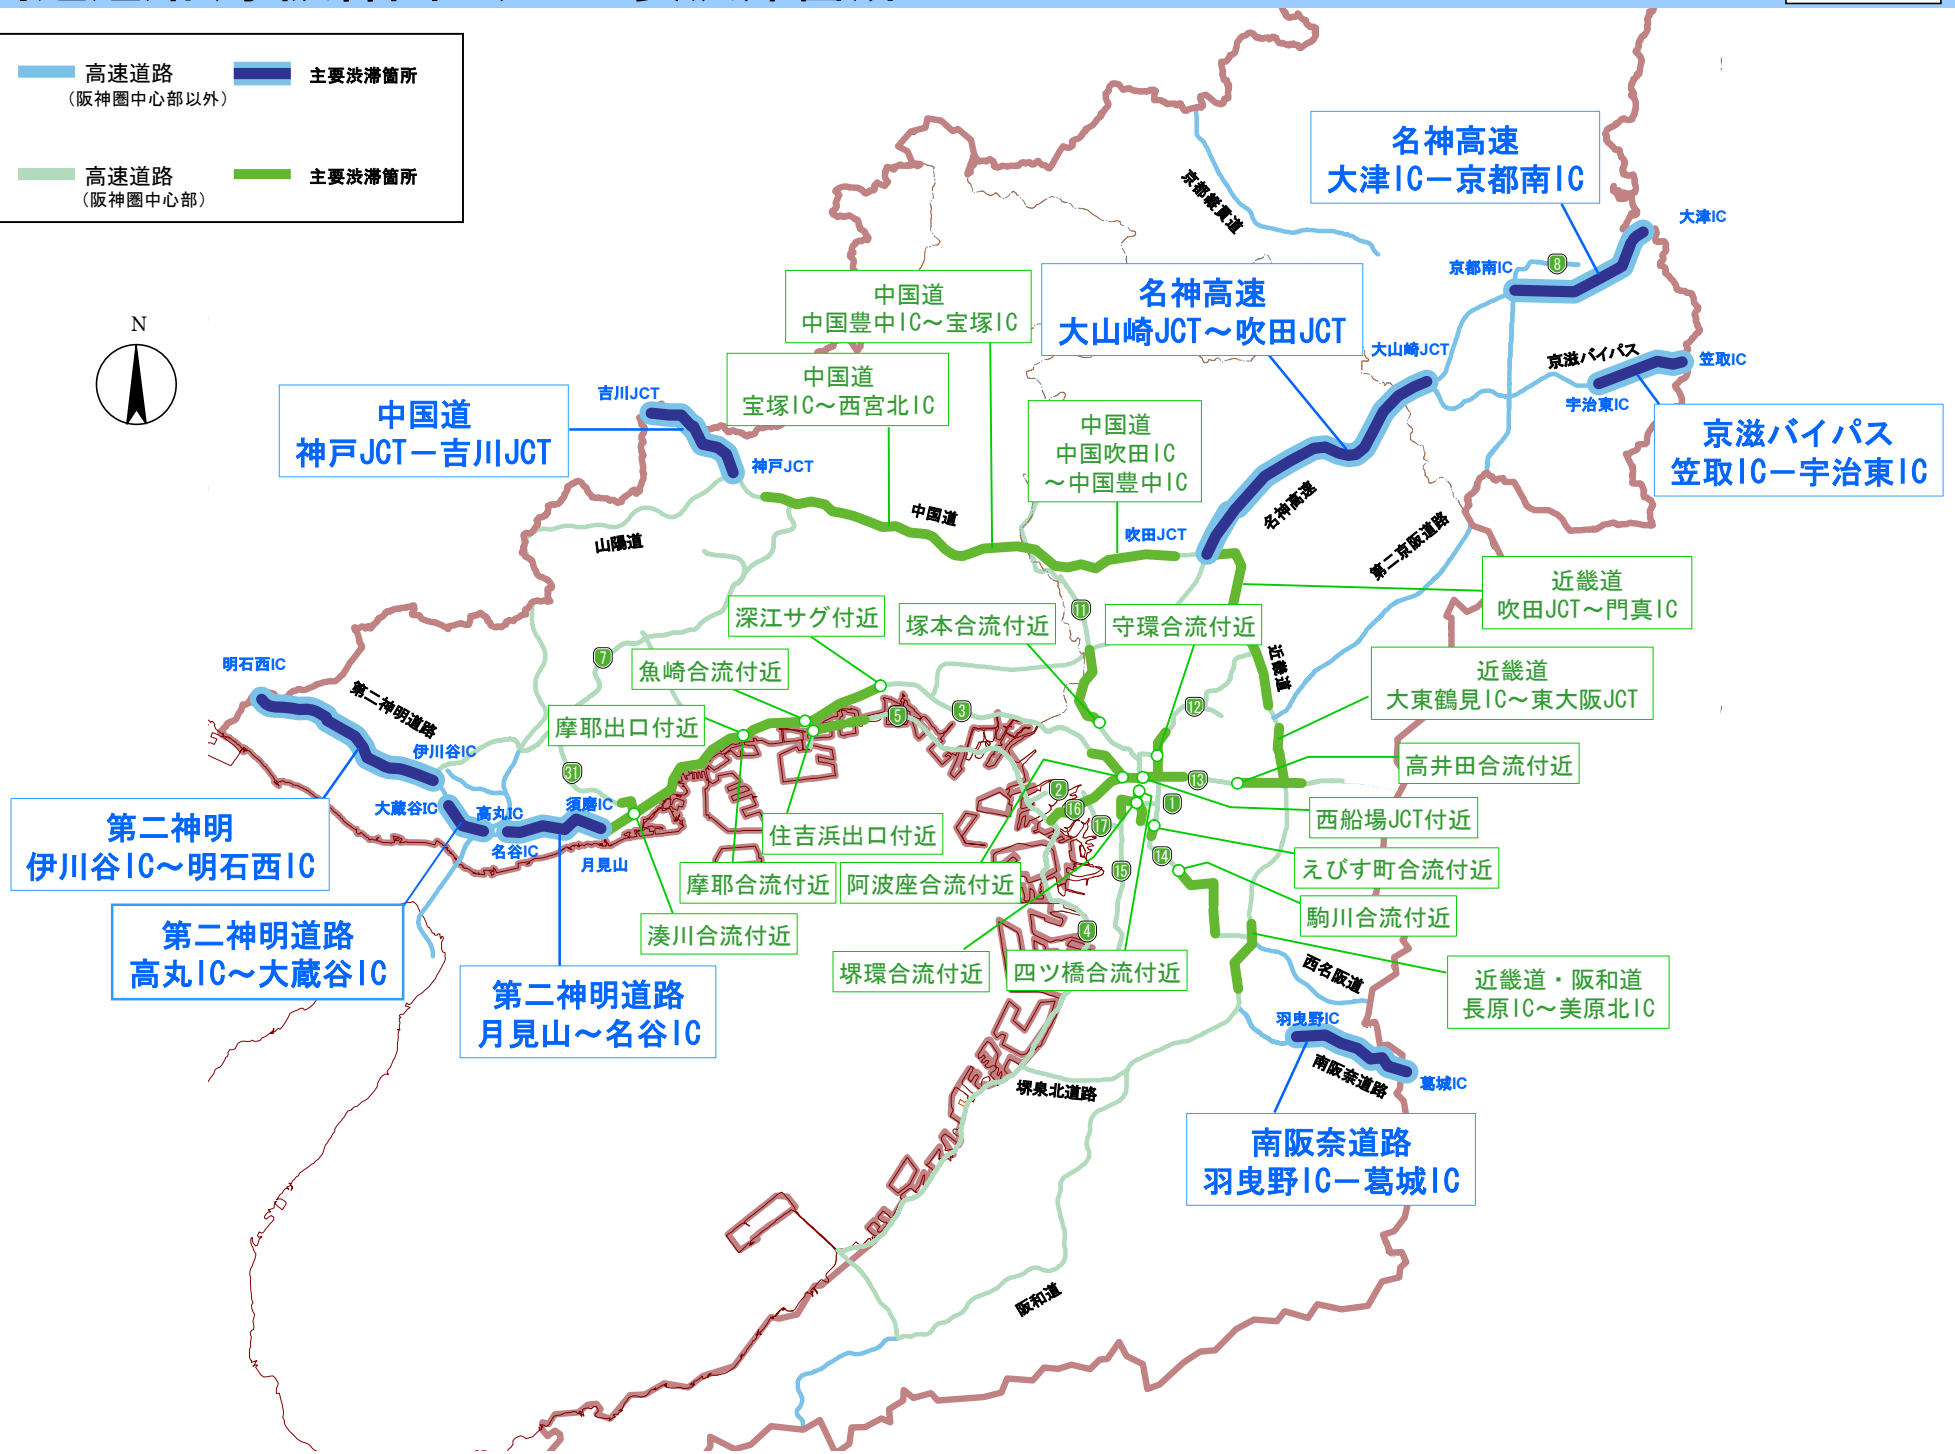 高速道路
（阪神圏中心部以外）
主要渋滞箇所
高速道路
（阪神圏中心部）
主要渋滞箇所
N
京都縦貫道
名神高速
大津IC－京都南IC
大津IC
京都南IC
8
中国道
中国豊中IC～宝塚IC
名神高速
大山崎JCT～吹田JCT
大山崎JCT
京滋バイパス
笠取IC
宇治東IC
京滋バイパス
笠取IC－宇治東IC
中国道
宝塚IC～西宮北IC
吉川JCT
中国道
神戸JCT－吉川JCT
神戸JCT
中国道
中国吹田IC
～中国豊中IC
中国道
吹田JCT
名神高速
第二京阪道路
山陽道
近畿道
吹田JCT～門真IC
深江サグ付近
塚本合流付近
11
守環合流付近
近畿道
7
魚崎合流付近
明石西IC
第二神明道路
近畿道
大東鶴見IC～東大阪JCT
摩耶出口付近
5
3
12
伊川谷IC
高井田合流付近
31
2
13
大蔵谷IC
高丸IC
須磨IC
16
1
西船場JCT付近
17
住吉浜出口付近
第二神明
伊川谷IC～明石西IC
名谷IC
月見山
14
えびす町合流付近
15
摩耶合流付近
阿波座合流付近
駒川合流付近
湊川合流付近
4
第二神明道路
高丸IC～大蔵谷IC
堺環合流付近
四ツ橋合流付近
西名阪道
近畿道・阪和道
長原IC～美原北IC
第二神明道路
月見山～名谷IC
羽曳野IC
南阪奈道路
葛城IC
堺泉北道路
南阪奈道路
羽曳野IC－葛城IC
阪和道